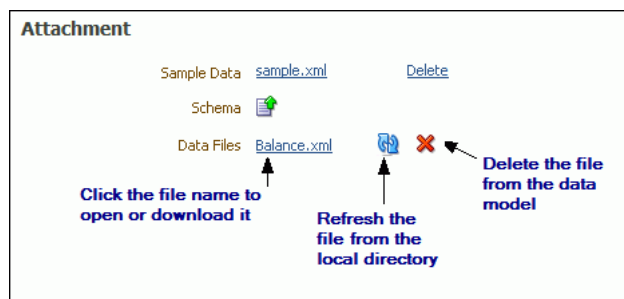 Attachment
Sample Data sample.xml Delete
Schema
Data Files Balance.xml
Click the file name to
open or download it
Refresh the
file from the
local directory
Delete the file
from the data
model